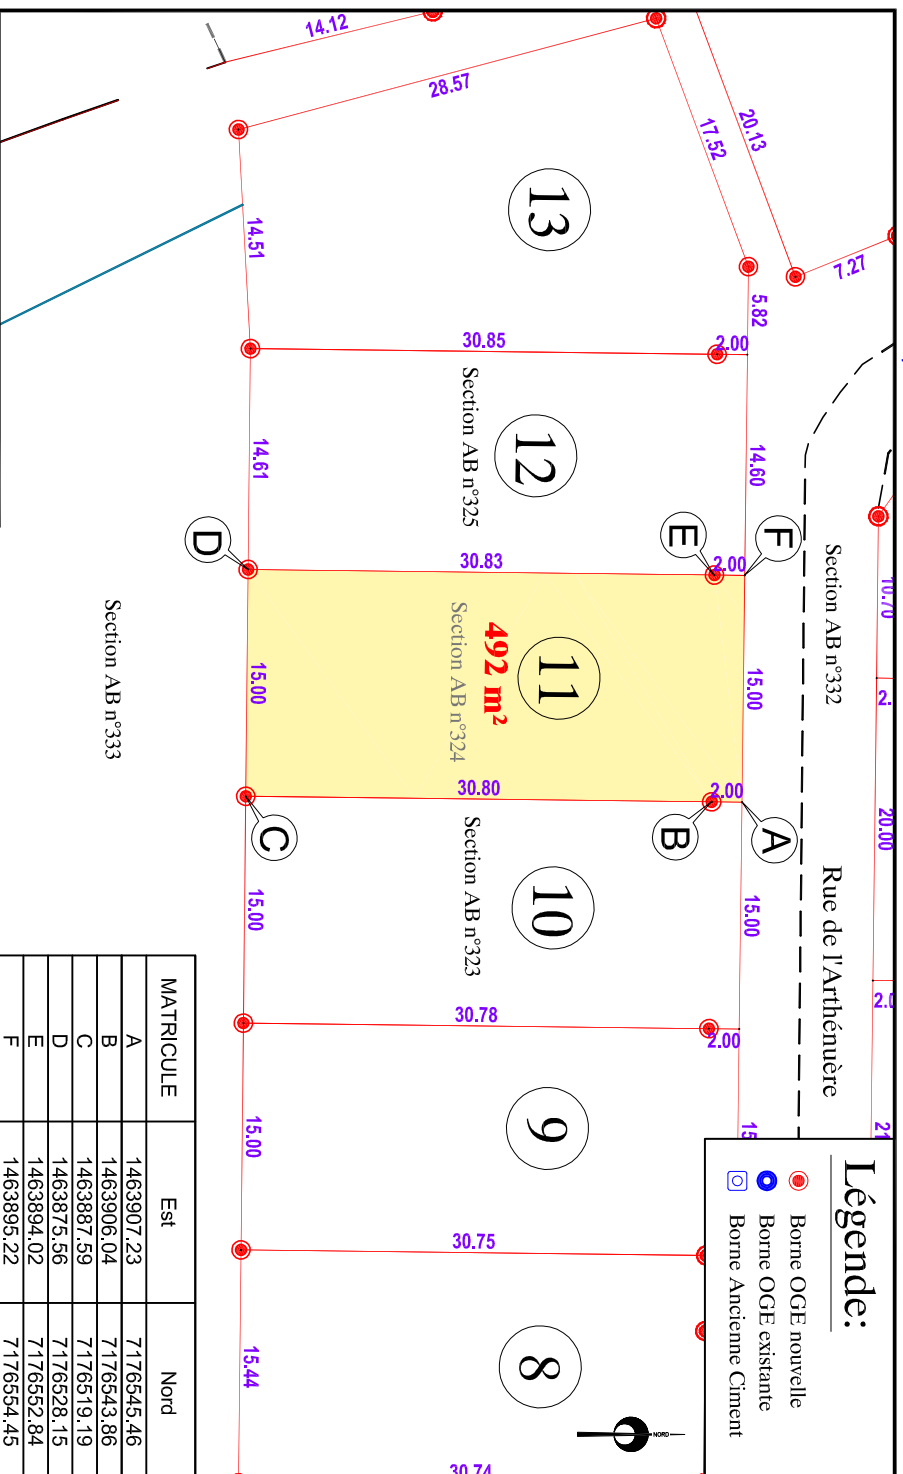 14.12
28.57
17.52
20.13
7.27
13
14.51
5.82
30.85
2.00
12
Section AB n°325
14.61
14.60
30.83
2.00
D
E
F
Section AB n°332
10.70
2.
11
492 m²
Section AB n°324
15.00
15.00
Section AB n°333
30.80
2.00
A
B
C
20.00
10
Section AB n°323
15.00
15.00
Rue de l'Arthénuère
30.78
2.00
9
15.00
15
21
30.75
8
15.44
30.74
NORD
Légende:
Borne OGE nouvelle
Borne OGE existante
Borne Ancienne Ciment
MATRICULE Est Nord
A 1463907.23 7176545.46
B 1463906.04 7176543.86
C 1463887.59 7176519.19
D 1463875.56 7176528.15
E 1463894.02 7176552.84
F 1463895.22 7176554.45